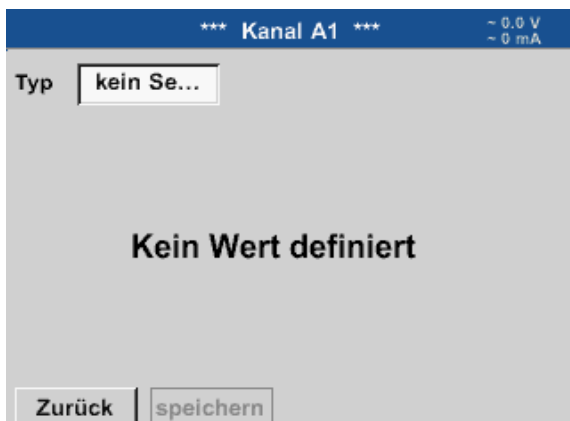 *** Kanal A1 ***
~ 0.0 V
~ 0 mA
Typ kein Se...
Kein Wert definiert
Zurück speichern